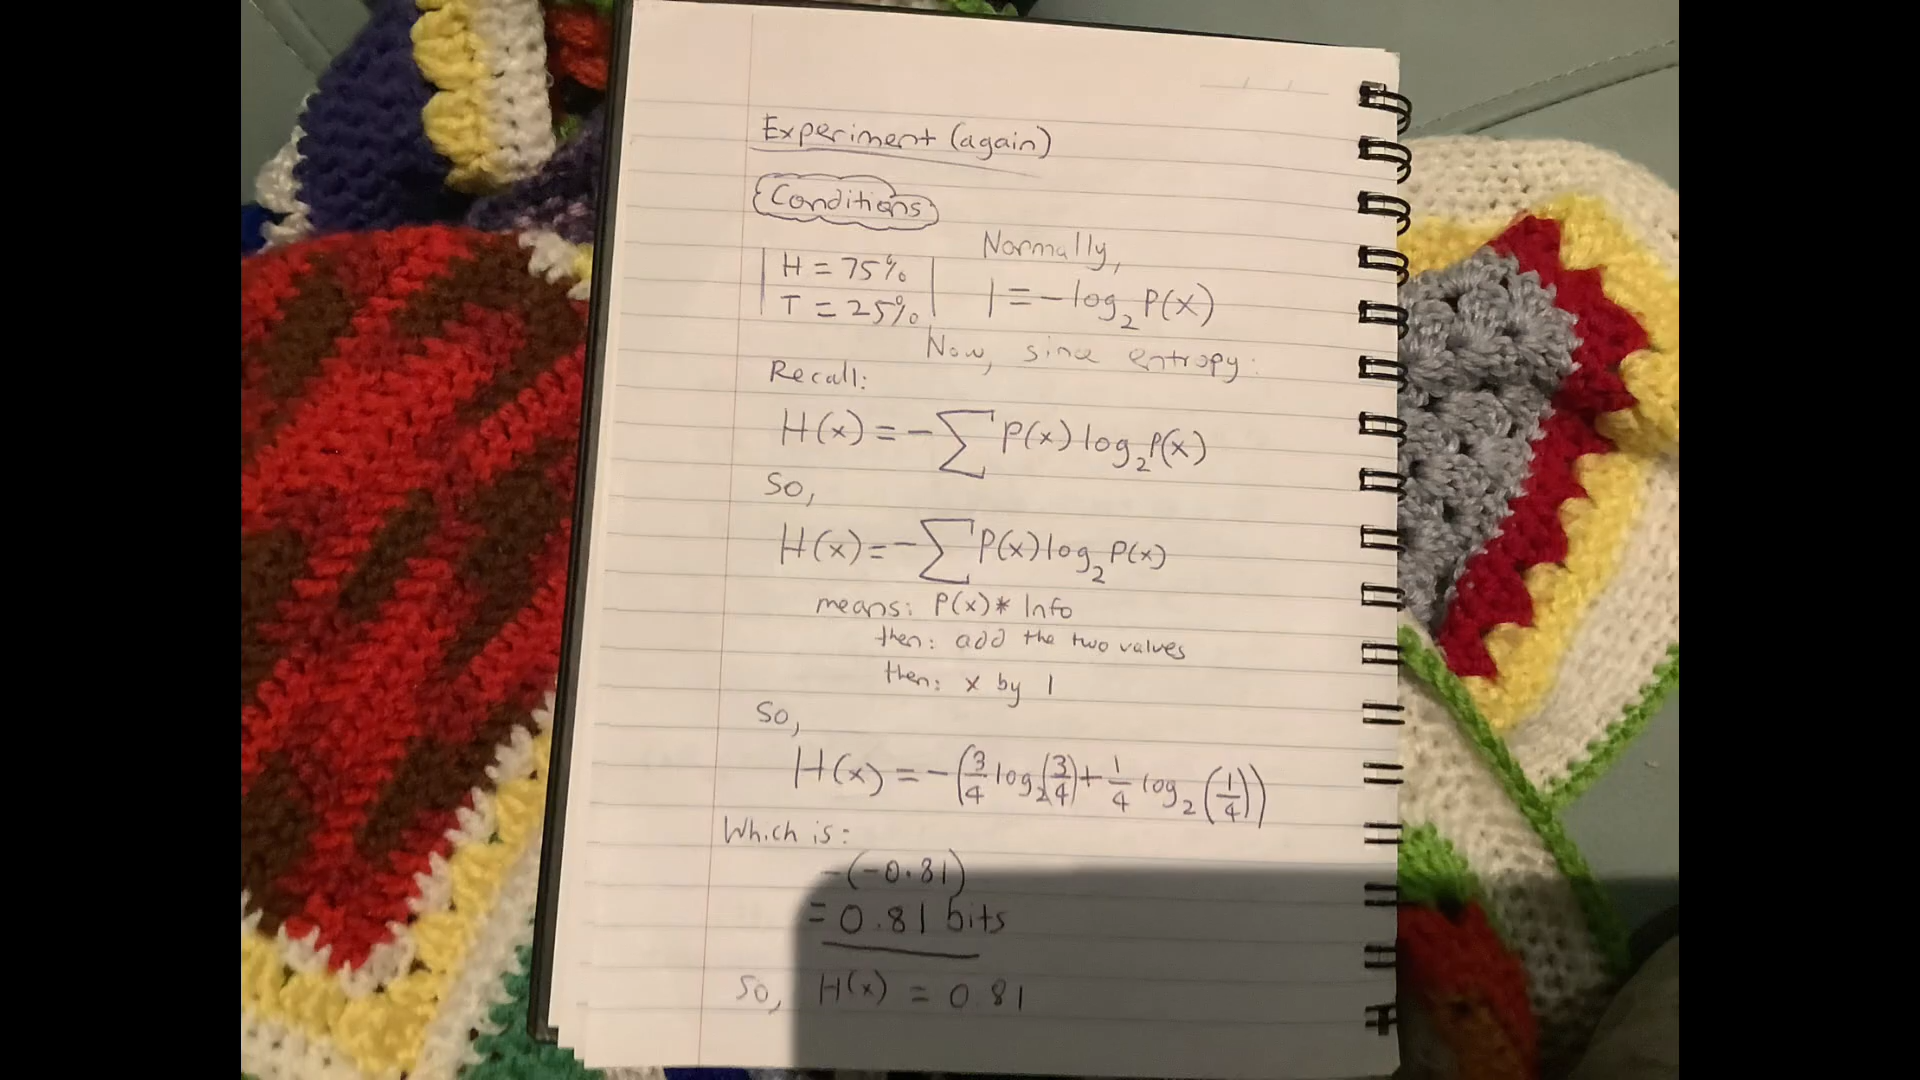 Experiment (again)
Conditions
H = 75%
T = 25%
Normally,
I = -log₂ P(x)
Now, since entropy:
Recall:
H(x) = -∑ P(x) log₂ P(x)
So,
H(x) = -∑ P(x) log₂ P(x)
means: P(x) * Info
then: add the two values
then: x by 1
So,
H(x) = -(3/4 log₂(3/4) + 1/4 log₂(1/4))
Which is:
-(-0.81)
= 0.81 bits
So, H(x) = 0.81